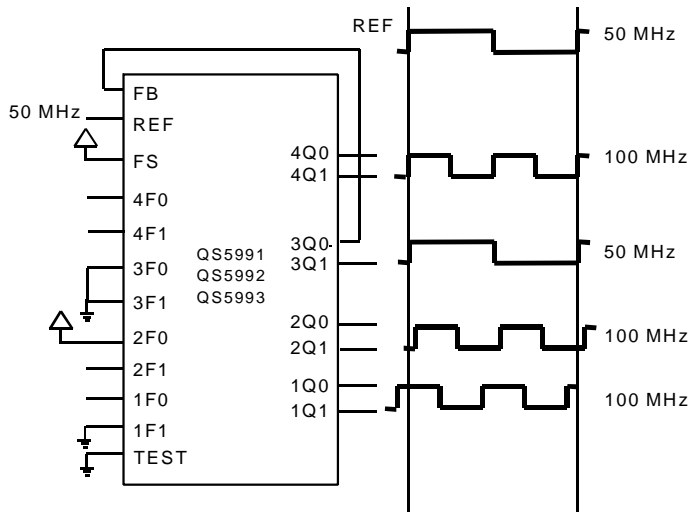 REF
50 MHz
FB
50 MHz
REF
FS
4Q0
100 MHz
4Q1
4F0
4F1
3Q0
50 MHz
QS5991
3F0
3Q1
QS5992
3F1
QS5993
2Q0
2F0
100 MHz
2Q1
2F1
1Q0
1F0
100 MHz
1Q1
1F1
TEST